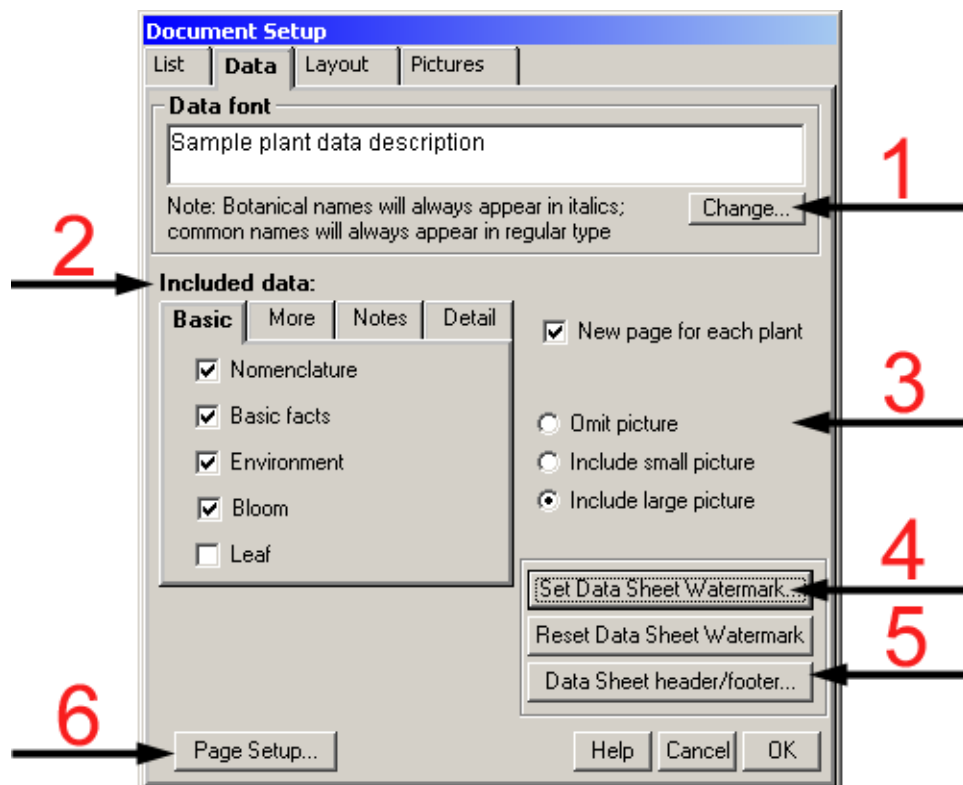 Document Setup
List Data Layout Pictures
Data font
Sample plant data description
1
Note: Botanical names will always appear in italics;
common names will always appear in regular type
Change...
2
Included data:
Basic More Notes Detail
Nomenclature
Basic facts
Environment
Bloom
Leaf
New page for each plant
3
Omit picture
Include small picture
Include large picture
4
Set Data Sheet Watermark...
Reset Data Sheet Watermark
5
Data Sheet header/footer...
6
Page Setup...
Help Cancel OK